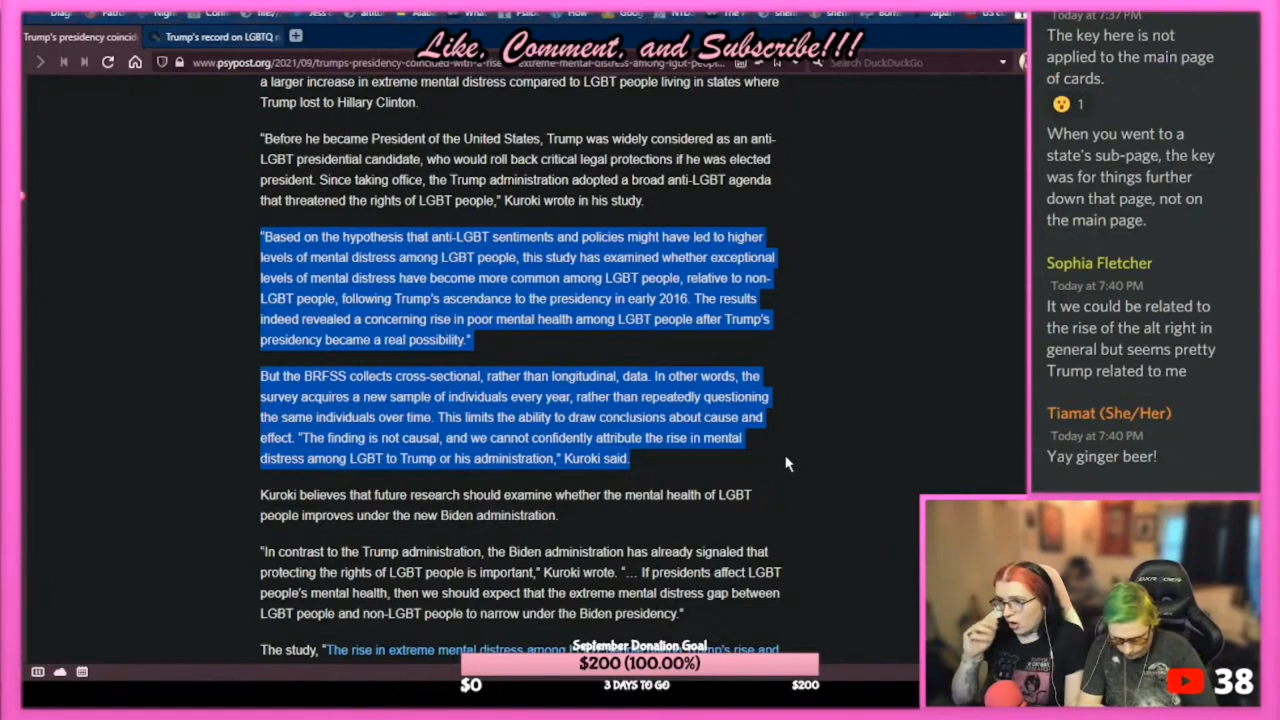 Trump's presidency coincid
Trump's record on LGBTQ ri
Like, Comment, and Subscribe!!!
www.psypost.org/2021/09/trumps-presidency-coincided-with-a-rise
extreme-mental-distress-among-lgbt-peopl...
Search DuckDuckGo
a larger increase in extreme mental distress compared to LGBT people living in states where
Trump lost to Hillary Clinton.
“Before he became President of the United States, Trump was widely considered as an anti-
LGBT presidential candidate, who would roll back critical legal protections if he was elected
president. Since taking office, the Trump administration adopted a broad anti-LGBT agenda
that threatened the rights of LGBT people,” Kuroki wrote in his study.
“Based on the hypothesis that anti-LGBT sentiments and policies might have led to higher
levels of mental distress among LGBT people, this study has examined whether exceptional
levels of mental distress have become more common among LGBT people, relative to non-
LGBT people, following Trump’s ascendance to the presidency in early 2016. The results
indeed revealed a concerning rise in poor mental health among LGBT people after Trump’s
presidency became a real possibility.”
But the BRFSS collects cross-sectional, rather than longitudinal, data. In other words, the
survey acquires a new sample of individuals every year, rather than repeatedly questioning
the same individuals over time. This limits the ability to draw conclusions about cause and
effect. “The finding is not causal, and we cannot confidently attribute the rise in mental
distress among LGBT to Trump or his administration,” Kuroki said.
Kuroki believes that future research should examine whether the mental health of LGBT
people improves under the new Biden administration.
“In contrast to the Trump administration, the Biden administration has already signaled that
protecting the rights of LGBT people is important,” Kuroki wrote. “… If presidents affect LGBT
people’s mental health, then we should expect that the extreme mental distress gap between
LGBT people and non-LGBT people to narrow under the Biden presidency.”
The study, “The rise in extreme mental distress among
September Donation Goal
$200 (100.00%)
$0
3 DAYS TO GO
$200
Today at 7:37 PM
The key here is not
applied to the main page
of cards.
1
When you went to a
state's sub-page, the key
was for things further
down that page, not on
the main page.
Sophia Fletcher
Today at 7:40 PM
It we could be related to
the rise of the alt right in
general but seems pretty
Trump related to me
Tiamat (She/Her)
Today at 7:40 PM
Yay ginger beer!
38